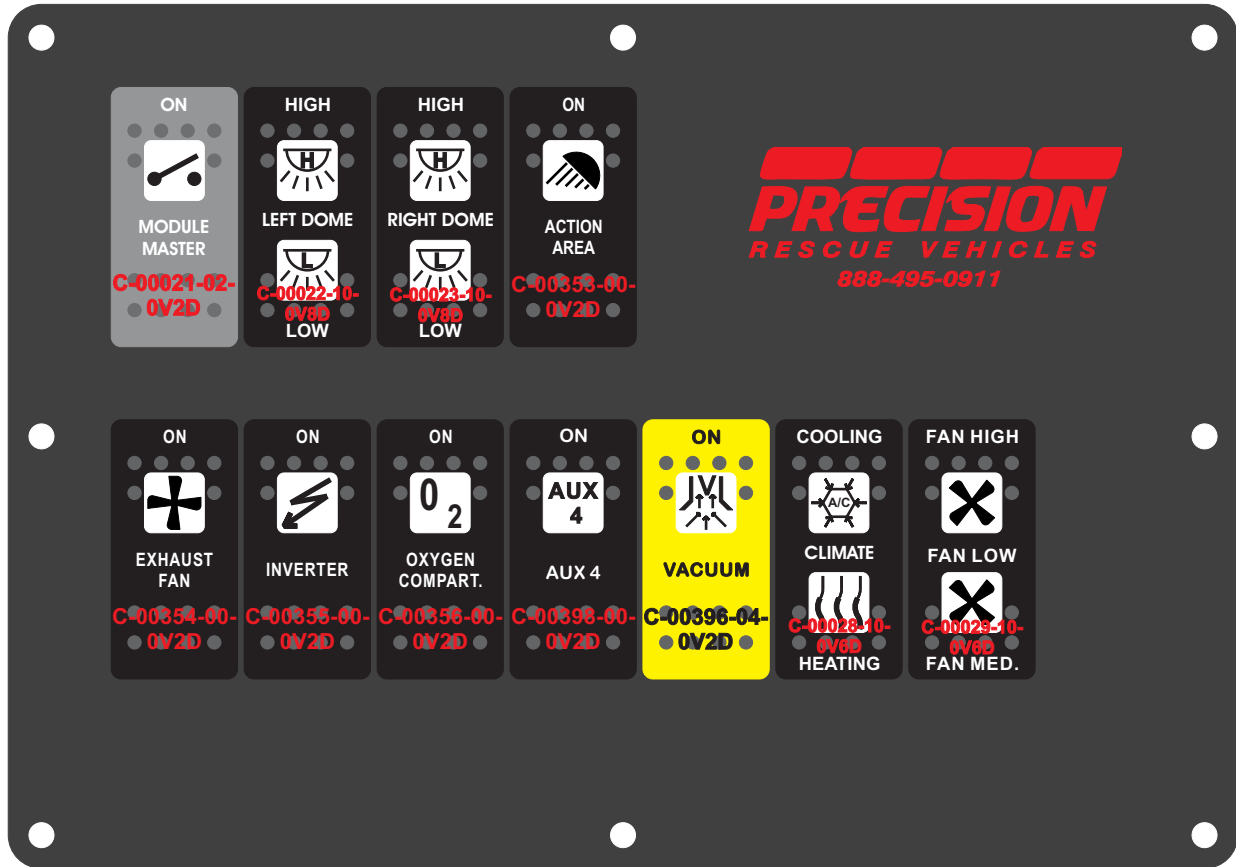 ON
MODULE
MASTER
C-00021-02-
0V2D
HIGH
H
LEFT DOME
L
C-00022-10-
0V8D
LOW
HIGH
H
RIGHT DOME
L
C-00023-10-
0V8D
LOW
ON
ACTION
AREA
C-00353-00-
0V2D
PRECISION
RESCUE VEHICLES
888-495-0911
ON
EXHAUST
FAN
C-00354-00-
0V2D
ON
INVERTER
C-00355-00-
0V2D
ON
O2
OXYGEN
COMPART.
C-00356-00-
0V2D
ON
AUX
4
AUX 4
C-00398-00-
0V2D
ON
VACUUM
C-00396-04-
0V2D
COOLING
A/C
CLIMATE
C-00028-10-
0V6D
HEATING
FAN HIGH
FAN LOW
C-00029-10-
0V6D
FAN MED.